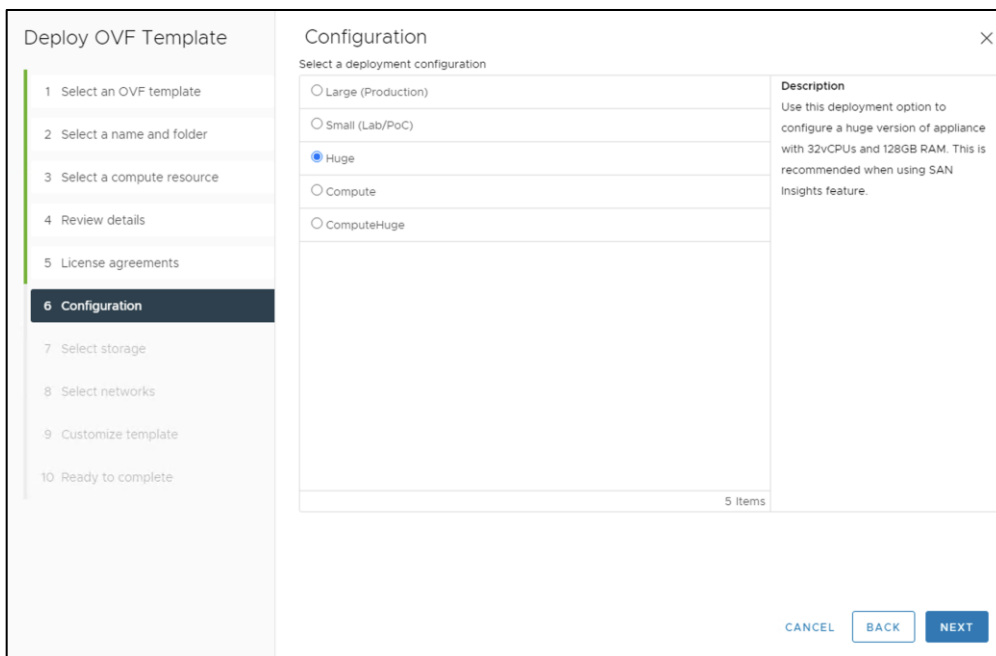 Deploy OVF Template
1 Select an OVF template
2 Select a name and folder
3 Select a compute resource
4 Review details
5 License agreements
6 Configuration
7 Select storage
8 Select networks
9 Customize template
10 Ready to complete
Configuration
Select a deployment configuration
Large (Production)
Small (Lab/PoC)
Huge
Compute
ComputeHuge
5 Items
Description
Use this deployment option to
configure a huge version of appliance
with 32vCPUs and 128GB RAM. This is
recommended when using SAN
Insights feature.
CANCEL
BACK
NEXT